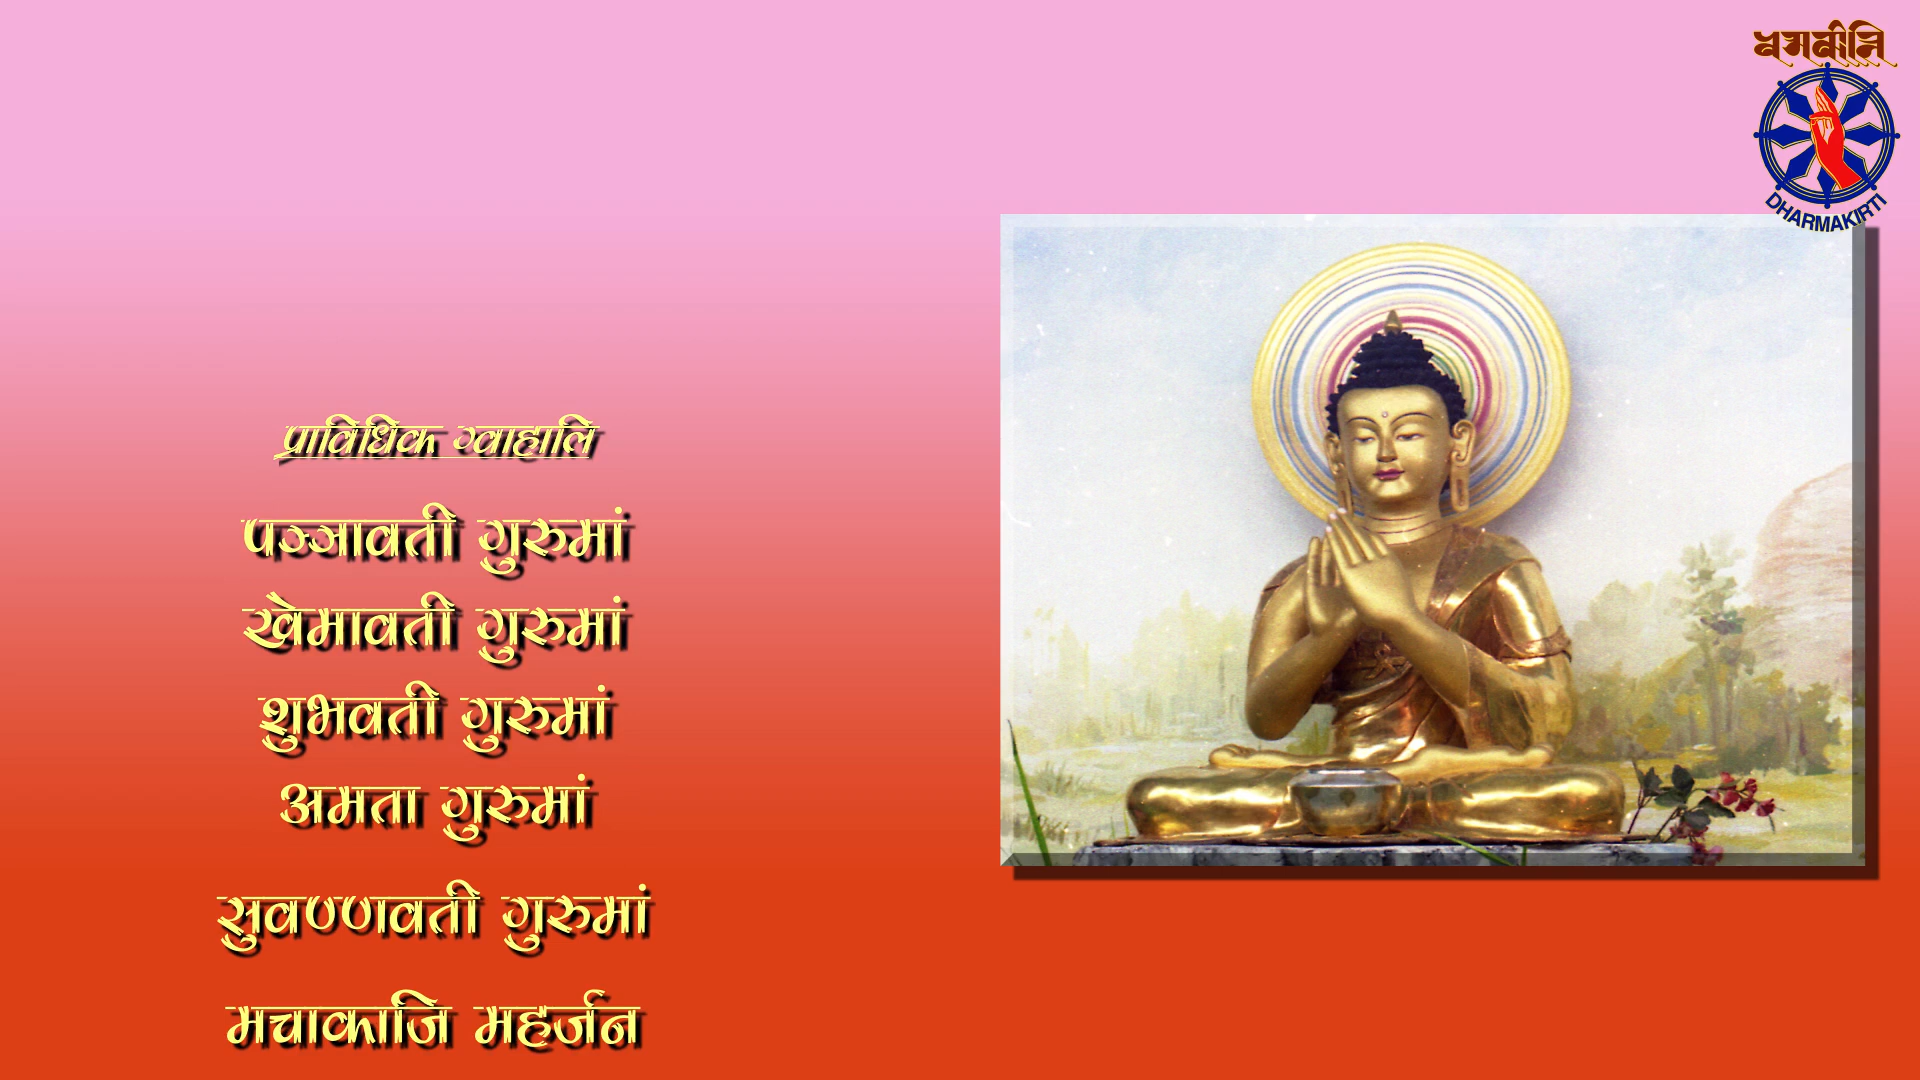 धर्मकीर्ति
DHARMAKIRTI
प्राविधिक ग्वाहालि
पञ्ञावती गुरुमां
खेमावती गुरुमां
शुभवती गुरुमां
अमता गुरुमां
सुवण्णवती गुरुमां
मचाकाजि महर्जन